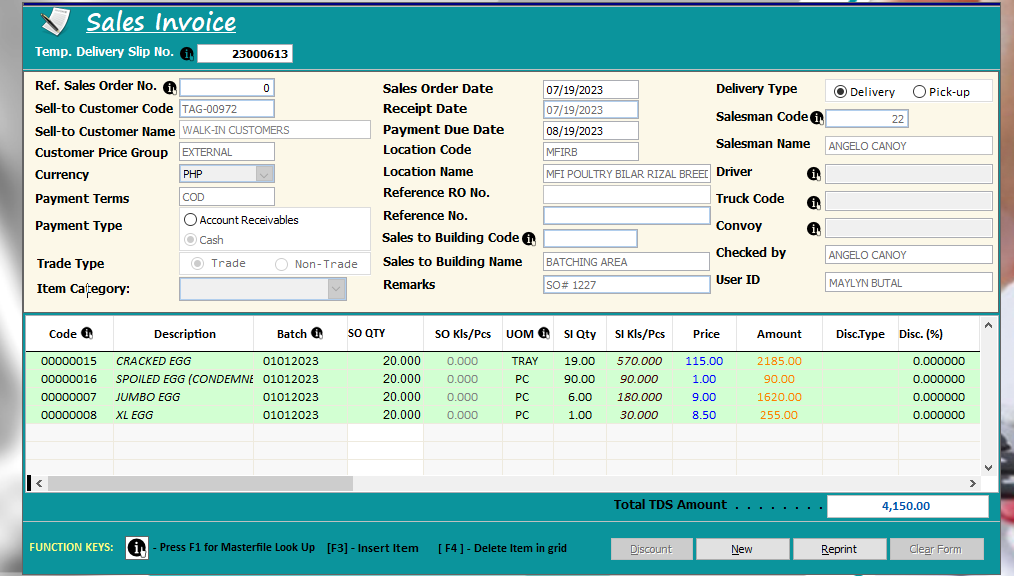 Sales Invoice
Temp. Delivery Slip No. 23000613
Ref. Sales Order No. 0
Sell-to Customer Code TAG-00972
Sell-to Customer Name WALK-IN CUSTOMERS
Customer Price Group EXTERNAL
Currency PHP
Payment Terms COD
Payment Type Account Receivables
Cash
Trade Type Trade Non-Trade
Item Category:
Sales Order Date 07/19/2023
Receipt Date 07/19/2023
Payment Due Date 08/19/2023
Location Code MFIRB
Location Name MFI POULTRY BILAR RIZAL BREED
Reference RO No.
Reference No.
Sales to Building Code
Sales to Building Name BATCHING AREA
Remarks SO# 1227
Delivery Type Delivery Pick-up
Salesman Code 22
Salesman Name ANGELO CANOY
Driver
Truck Code
Convoy
Checked by ANGELO CANOY
User ID MAYLYN BUTAL
Code Description Batch SO QTY SO Kls/Pcs UOM SI Qty SI Kls/Pcs Price Amount Disc.Type Disc. (%)
00000015 CRACKED EGG 01012023 20.000 0.000 TRAY 19.00 570.000 115.00 2185.00 0.000000
00000016 SPOILED EGG (CONDEMNE 01012023 20.000 0.000 PC 90.00 90.000 1.00 90.00 0.000000
00000007 JUMBO EGG 01012023 20.000 0.000 PC 6.00 180.000 9.00 1620.00 0.000000
00000008 XL EGG 01012023 20.000 0.000 PC 1.00 30.000 8.50 255.00 0.000000
Total TDS Amount . . . . . . . . 4,150.00
FUNCTION KEYS: - Press F1 for Masterfile Look Up [F3] - Insert Item [ F4 ] - Delete Item in grid
Discount New Reprint Clear Form